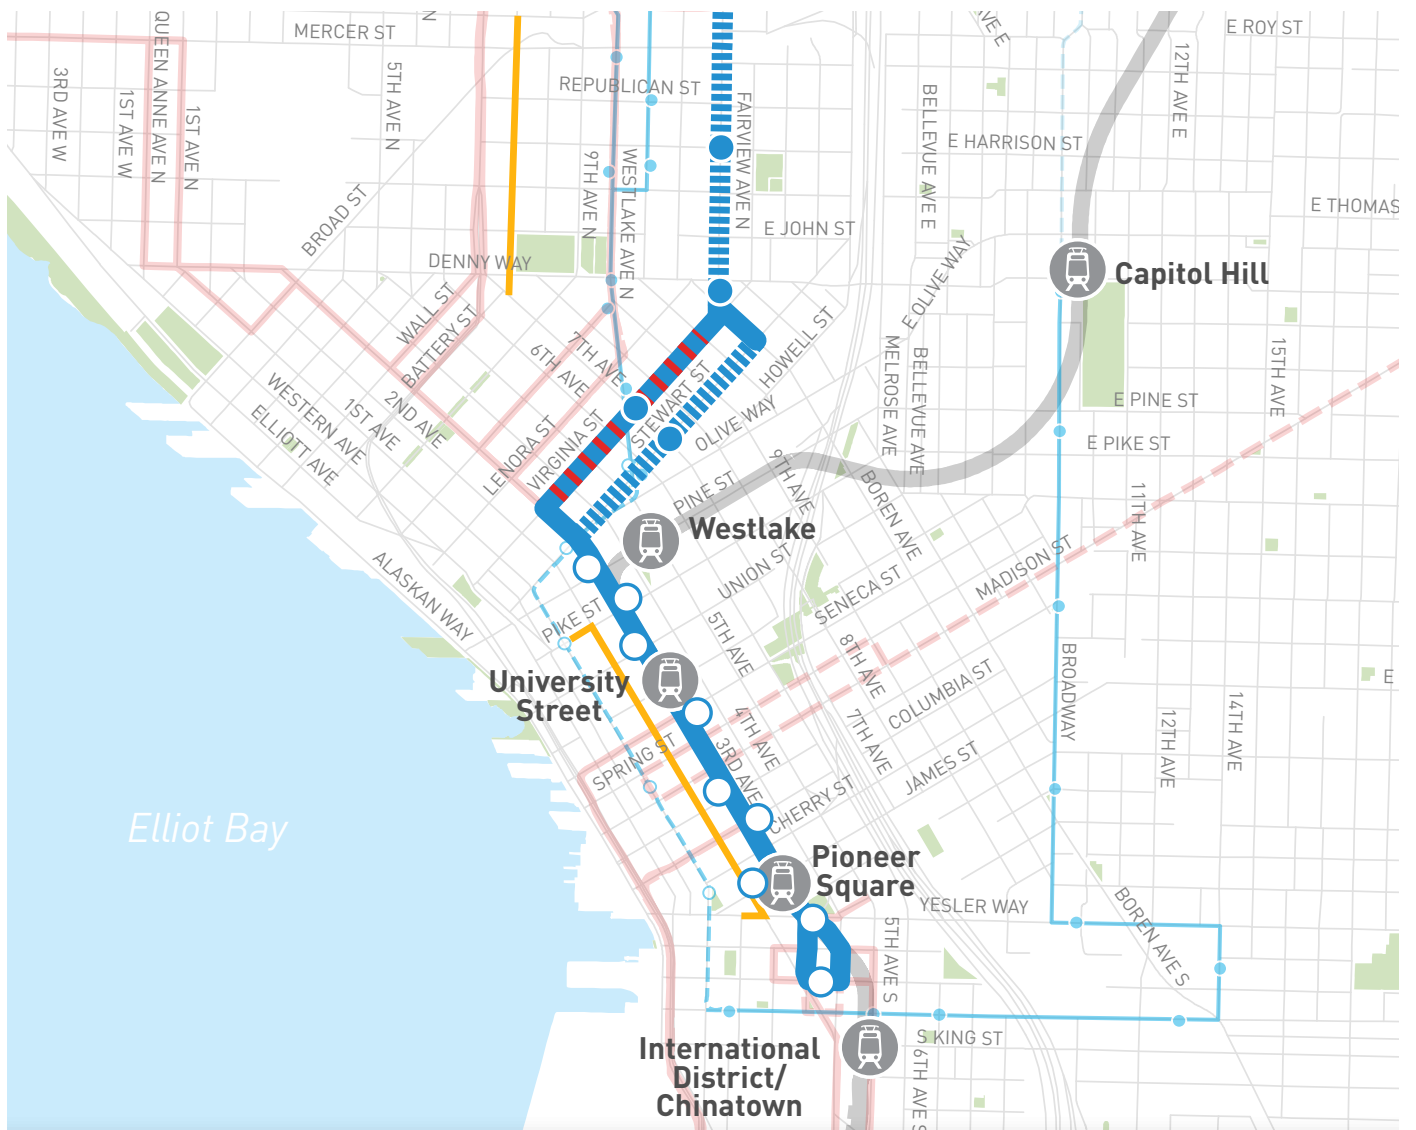 MERCER ST
E ROY ST
AVE E
N
QUEEN ANNE AVE N
3RD AVE W
1ST AVE W
1ST AVE N
5TH AVE N
REPUBLICAN ST
FAIRVIEW AVE N
BELLEVUE AVE E
12TH AVE E
E HARRISON ST
9TH AVE N
WESTLAKE AVE N
BROAD ST
E THOMAS
E JOHN ST
DENNY WAY
E OLIVE WAY
Capitol Hill
WALL ST
BATTERY ST
7TH AVE
6TH AVE
HOWELL ST
MELROSE AVE
BELLEVUE AVE
15TH AVE
STEWART ST
OLIVE WAY
WESTERN AVE
ELLIOTT AVE
1ST AVE
2ND AVE
LENORA ST
VIRGINIA ST
E PINE ST
E PIKE ST
PINE ST
9TH AVE
BOREN AVE
11TH AVE
Westlake
UNION ST
SENECA ST
MADISON ST
ALASKAN WAY
PIKE ST
5TH AVE
8TH AVE
BROADWAY
E
University
Street
COLUMBIA ST
4TH AVE
7TH AVE
12TH AVE
14TH AVE
SPRING ST
3RD AVE
JAMES ST
CHERRY ST
Elliot Bay
Pioneer
Square
YESLER WAY
BOREN AVE S
5TH AVE S
S KING ST
6TH AVE S
International
District/
Chinatown